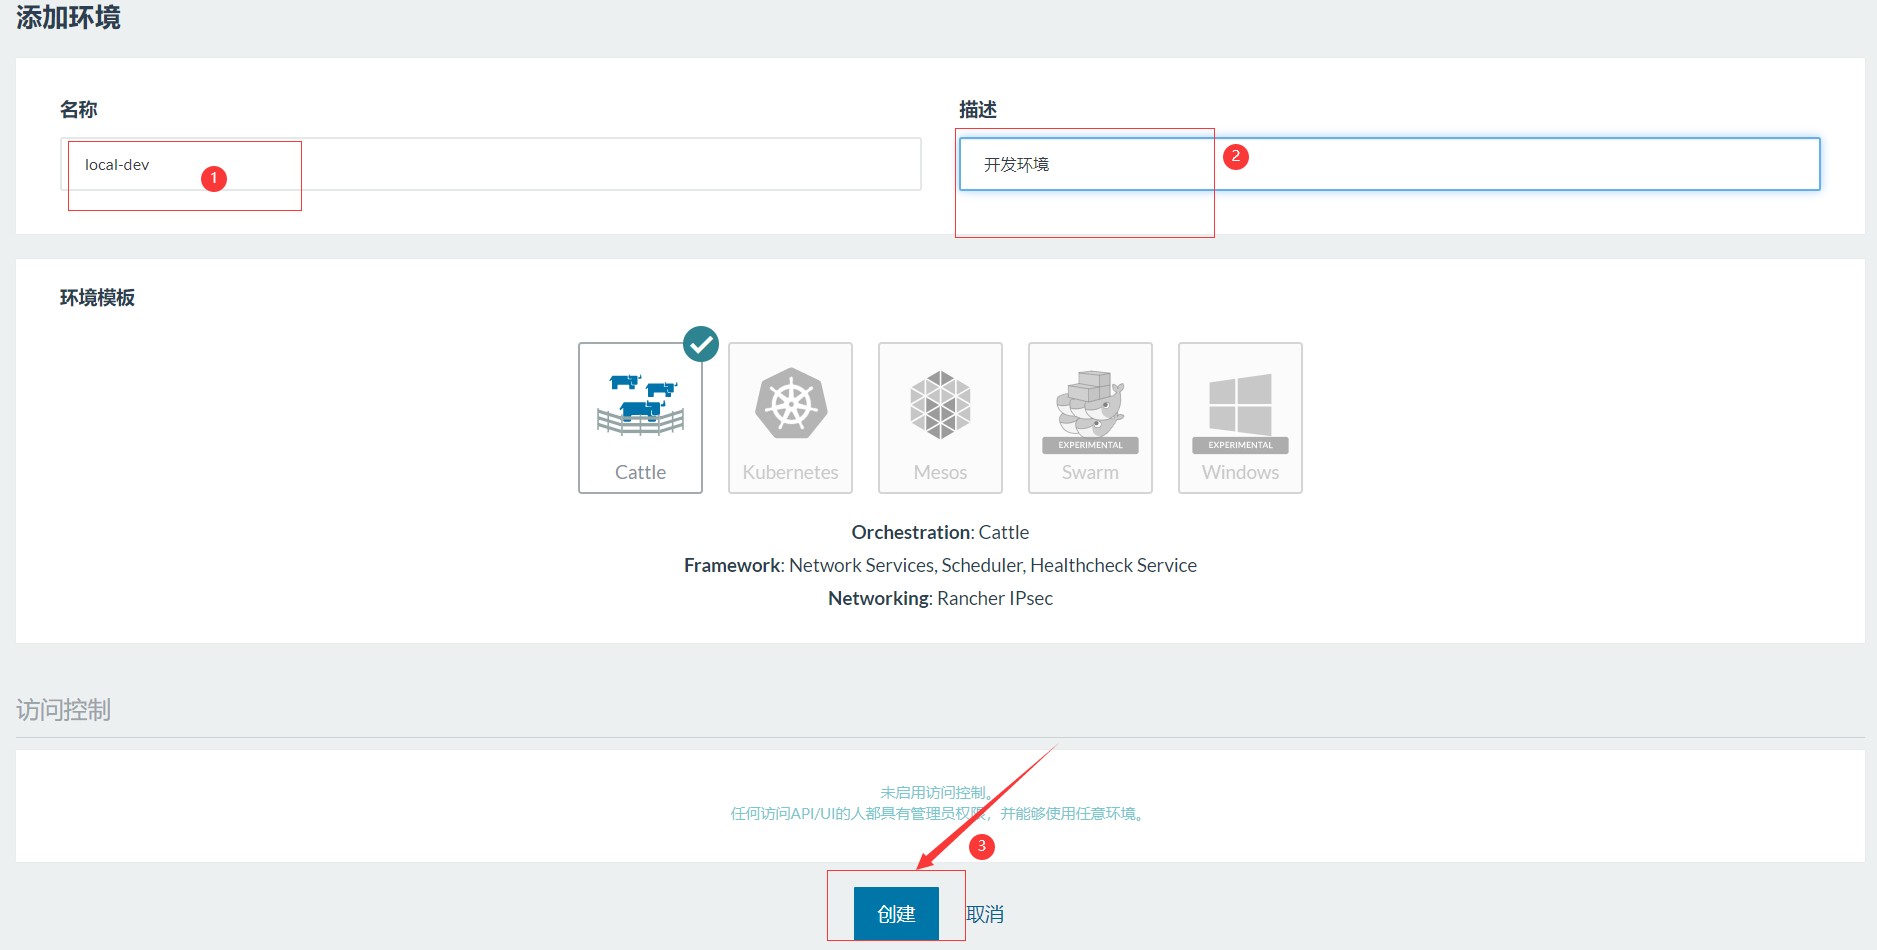 添加环境
名称
描述
local-dev
1
开发环境
2
环境模板
Cattle
Kubernetes
Mesos
EXPERIMENTAL
Swarm
EXPERIMENTAL
Windows
Orchestration: Cattle
Framework: Network Services, Scheduler, Healthcheck Service
Networking: Rancher IPsec
访问控制
未启用访问控制。
任何访问API/UI的人都具有管理员权限，并能够使用任意环境。
3
创建
取消